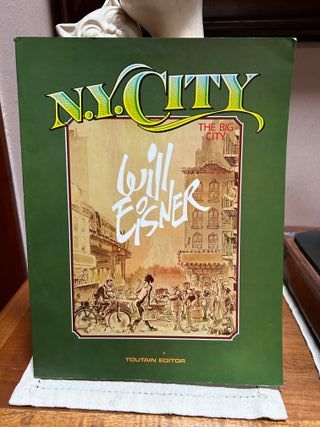 N.Y. CITY
THE BIG
CITY
Will
EISNER
TOUTAIN EDITOR